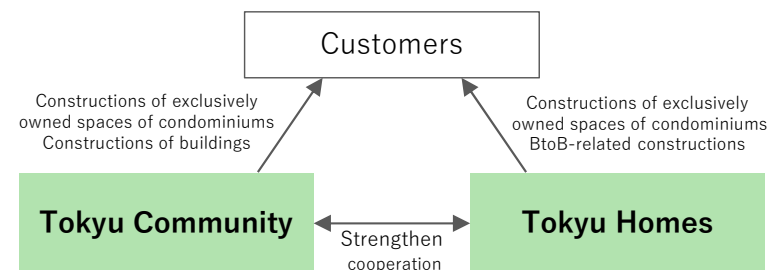 Customers
Constructions of exclusively
owned spaces of condominiums
Constructions of buildings
Constructions of exclusively
owned spaces of condominiums
BtoB-related constructions
Tokyu Community
Strengthen
cooperation
Tokyu Homes